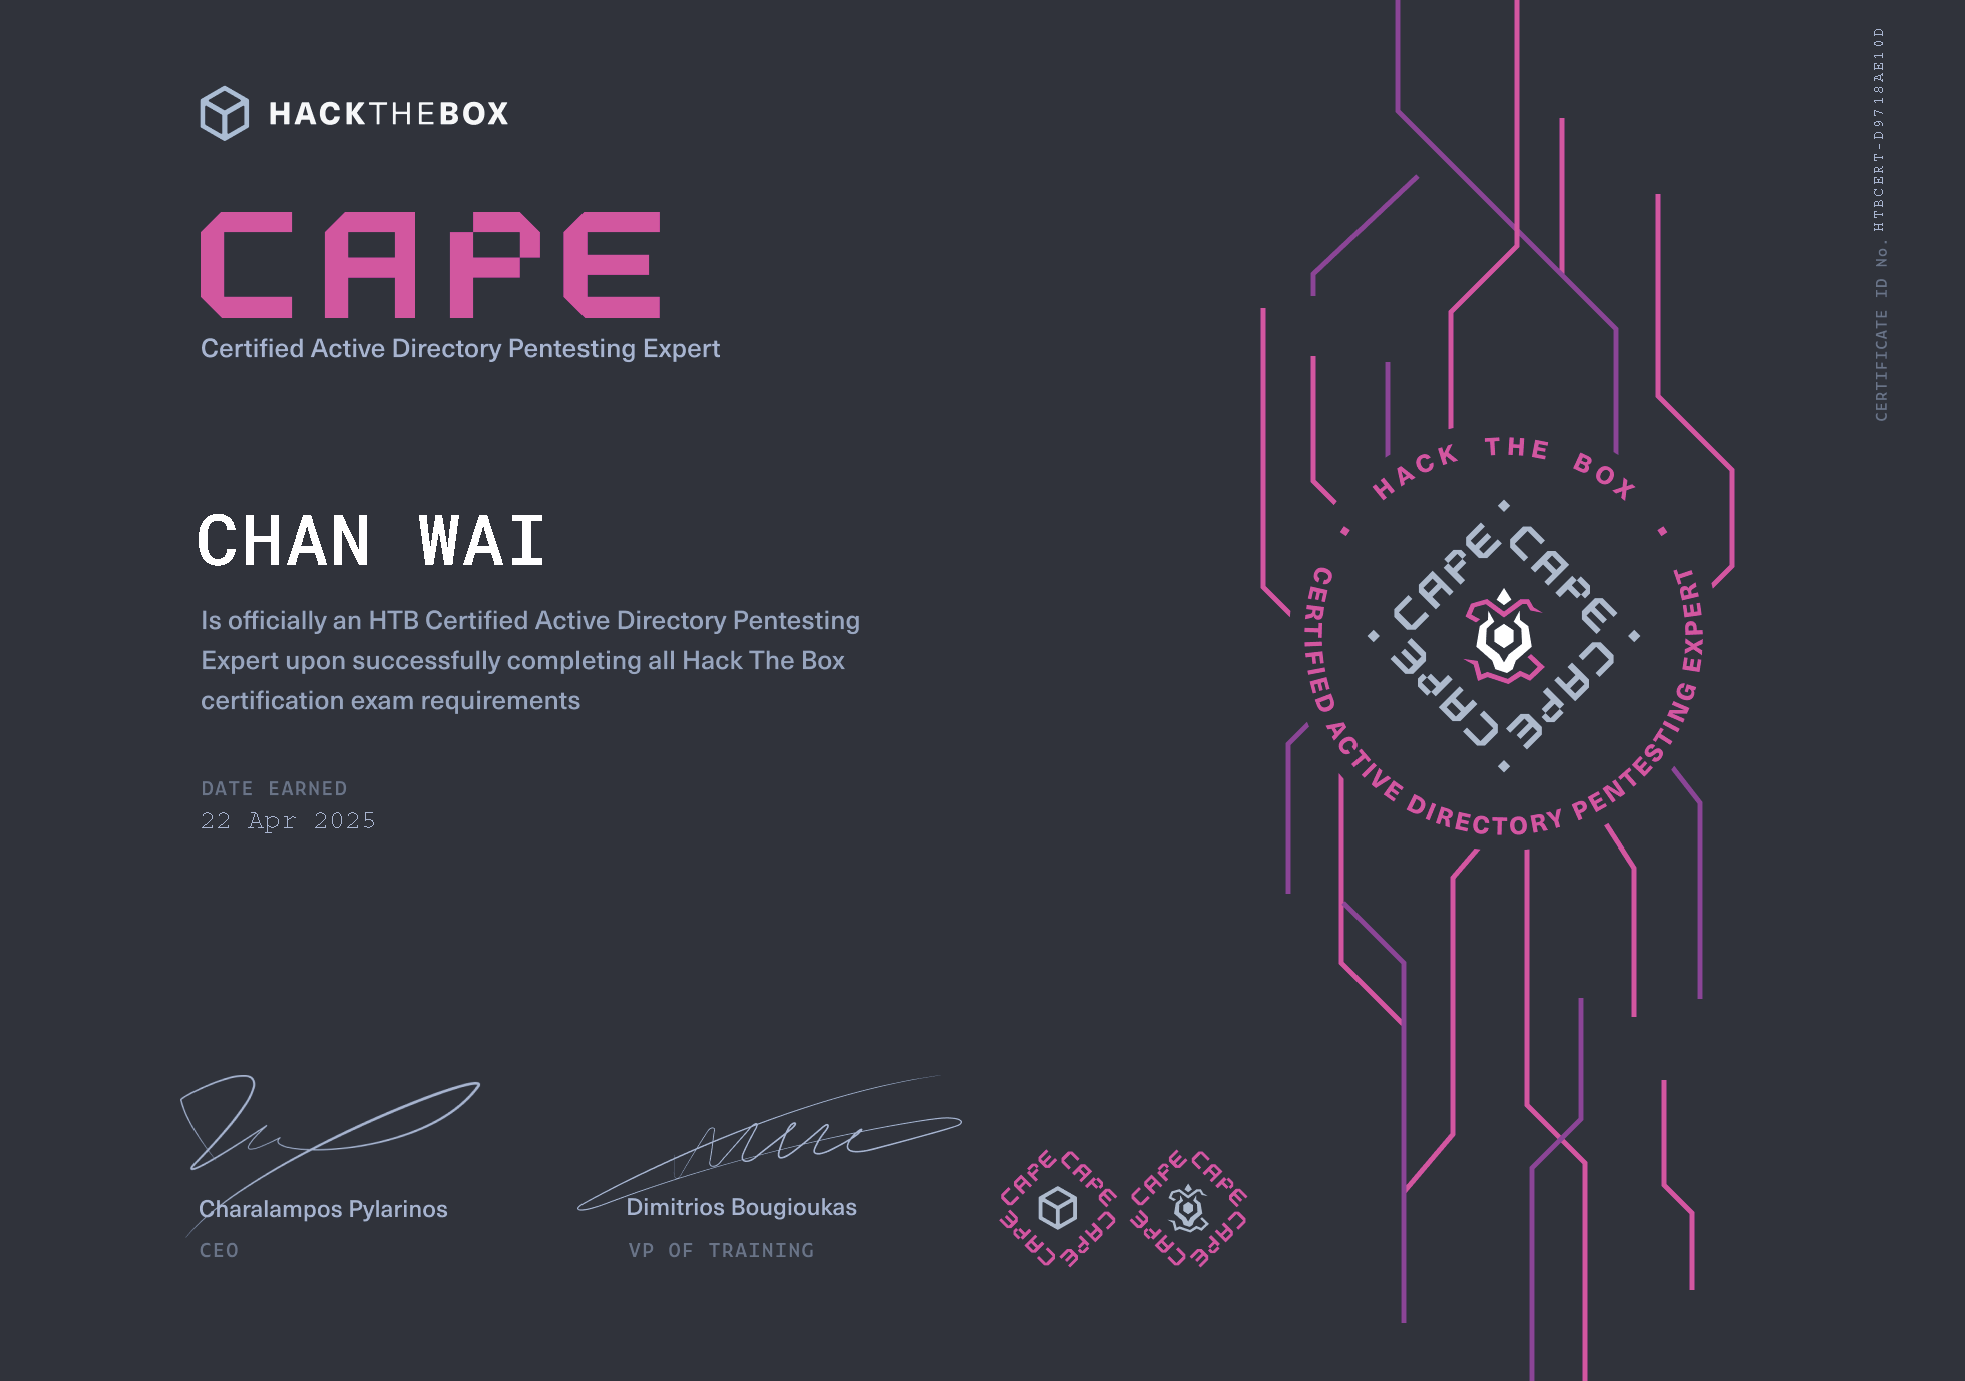 HACKTHEBOX
CAPE
Certified Active Directory Pentesting Expert
CHAN WAI
Is officially an HTB Certified Active Directory Pentesting
Expert upon successfully completing all Hack The Box
certification exam requirements
DATE EARNED
22 Apr 2025
Charalampos Pylarinos
CEO
Dimitrios Bougioukas
VP OF TRAINING
CAPE CAPE CAPE CAPE
CAPE CAPE CAPE CAPE
HACK THE BOX
CERTIFIED ACTIVE DIRECTORY PENTESTING EXPERT
CAPE CAPE CAPE CAPE
CERTIFICATE ID No. HTBCERT-D9718AE10D